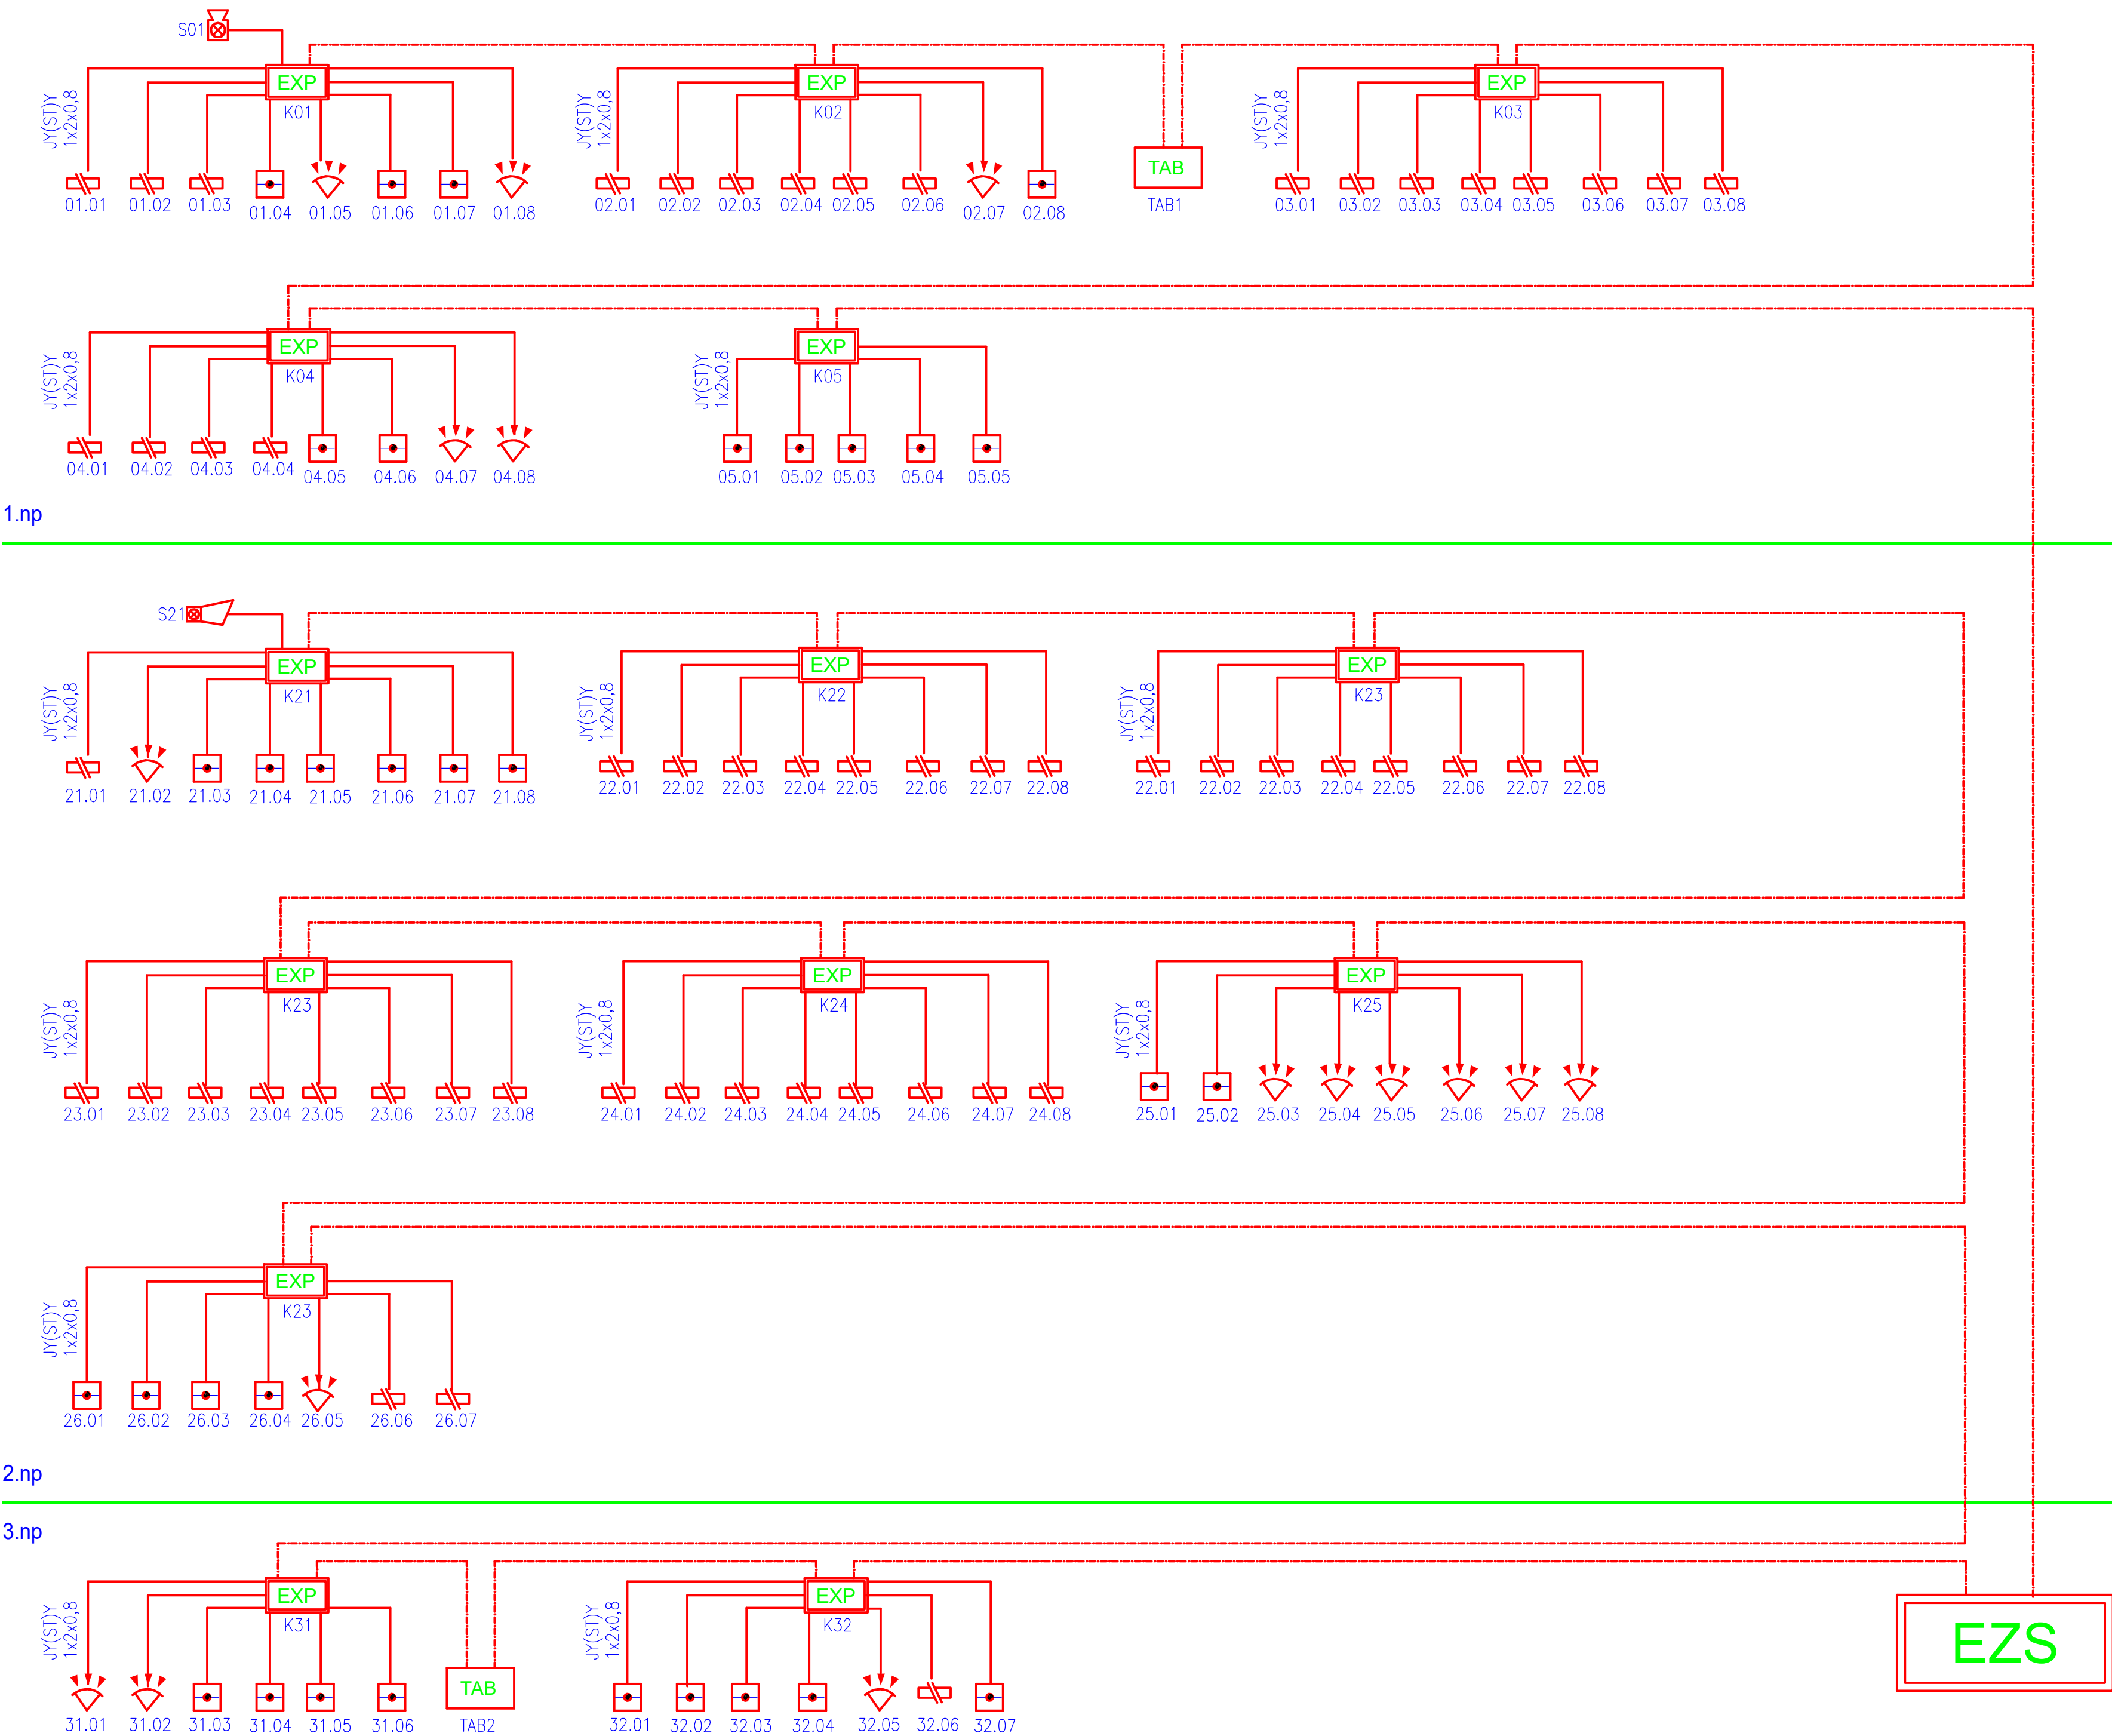 S01
EXP EXP EXP
K01 K02 K03
JY(ST)Y
1x2x0,8
JY(ST)Y
1x2x0,8
JY(ST)Y
1x2x0,8
TAB
TAB1
01.01 01.02 01.03 01.04 01.05 01.06 01.07 01.08
02.01 02.02 02.03 02.04 02.05 02.06 02.07 02.08
03.01 03.02 03.03 03.04 03.05 03.06 03.07 03.08
EXP EXP
K04 K05
JY(ST)Y
1x2x0,8
JY(ST)Y
1x2x0,8
04.01 04.02 04.03 04.04 04.05 04.06 04.07 04.08
05.01 05.02 05.03 05.04 05.05
1.np
S21
EXP EXP EXP
K21 K22 K23
JY(ST)Y
1x2x0,8
JY(ST)Y
1x2x0,8
JY(ST)Y
1x2x0,8
21.01 21.02 21.03 21.04 21.05 21.06 21.07 21.08
22.01 22.02 22.03 22.04 22.05 22.06 22.07 22.08
22.01 22.02 22.03 22.04 22.05 22.06 22.07 22.08
EXP EXP EXP
K23 K24 K25
JY(ST)Y
1x2x0,8
JY(ST)Y
1x2x0,8
JY(ST)Y
1x2x0,8
23.01 23.02 23.03 23.04 23.05 23.06 23.07 23.08
24.01 24.02 24.03 24.04 24.05 24.06 24.07 24.08
25.01 25.02 25.03 25.04 25.05 25.06 25.07 25.08
EXP
K23
JY(ST)Y
1x2x0,8
26.01 26.02 26.03 26.04 26.05 26.06 26.07
2.np
3.np
EXP EXP
K31 K32
JY(ST)Y
1x2x0,8
JY(ST)Y
1x2x0,8
EZS
TAB
31.01 31.02 31.03 31.04 31.05 31.06 TAB2
32.01 32.02 32.03 32.04 32.05 32.06 32.07